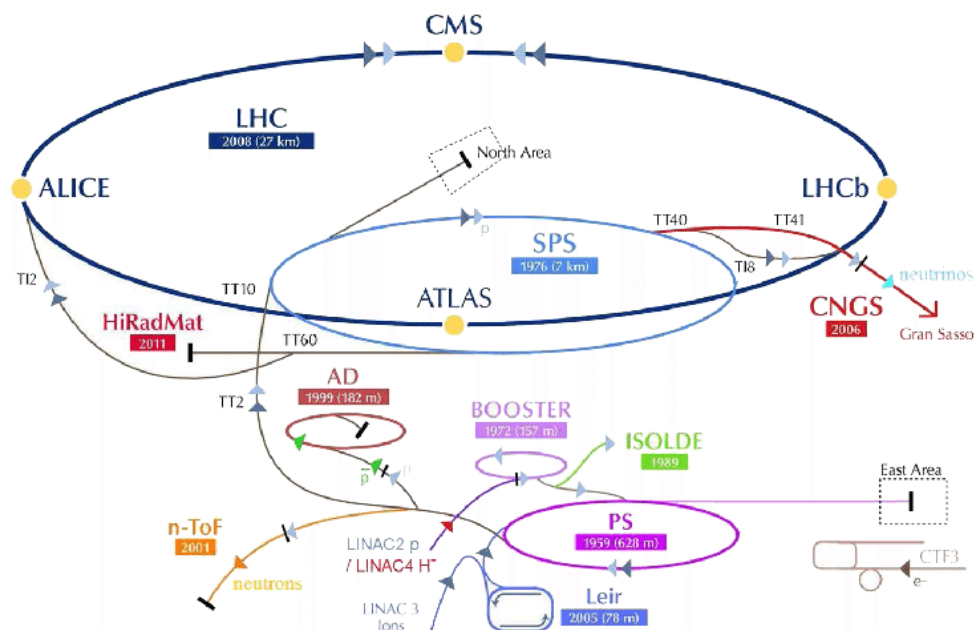 CMS
LHC
2008 (27 km)
North Area
ALICE
LHCb
TT40
TT41
p
SPS
1976 (7 km)
TI8
TI2
TT10
neutrinos
ATLAS
CNGS
2006
Gran Sasso
HiRadMat
2011
TT60
AD
1999 (182 m)
TT2
BOOSTER
1972 (157 m)
ISOLDE
1989
p̅
p
East Area
n-ToF
2001
PS
1959 (628 m)
LINAC2 p
/ LINAC4 H⁻
neutrons
CTF3
e–
LINAC 3
Ions
Leir
2005 (78 m)